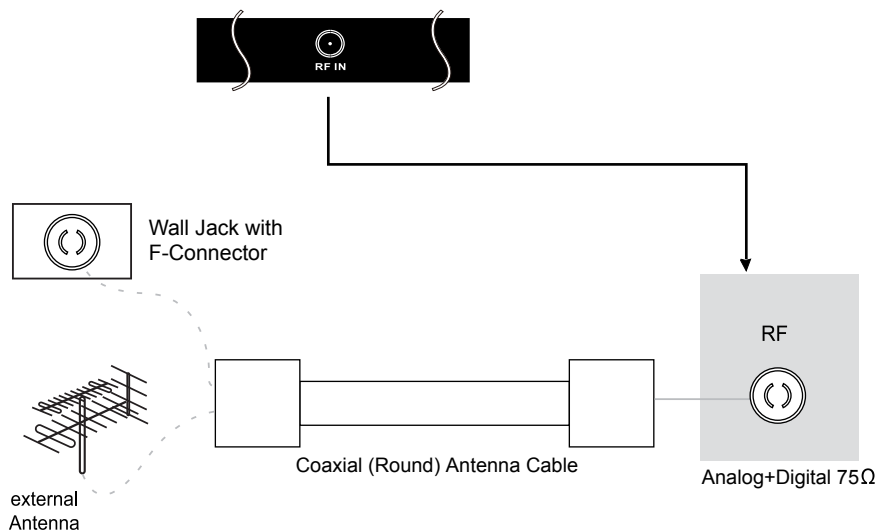 RF IN
Wall Jack with
F-Connector
RF
Coaxial (Round) Antenna Cable
Analog+Digital 75Ω
external
Antenna